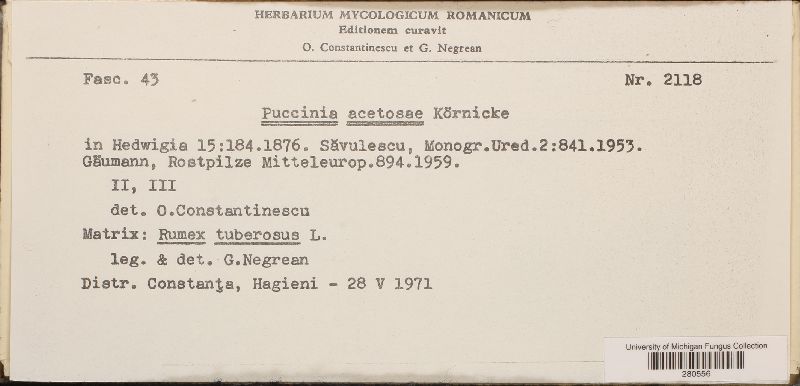 HERBARIUM MYCOLOGICUM ROMANICUM
Editionem curavit
O. Constantinescu et G. Negrean
Fasc. 43 Nr. 2118
Puccinia acetosae Körnicke
in Hedwigia 15:184.1876. Săvulescu, Monogr.Ured.2:841.1953.
Gäumann, Rostpilze Mitteleurop.894.1959.
II, III
det. O.Constantinescu
Matrix: Rumex tuberosus L.
leg. & det. G.Negrean
Distr. Constanţa, Hagieni - 28 V 1971
University of Michigan Fungus Collection
280556